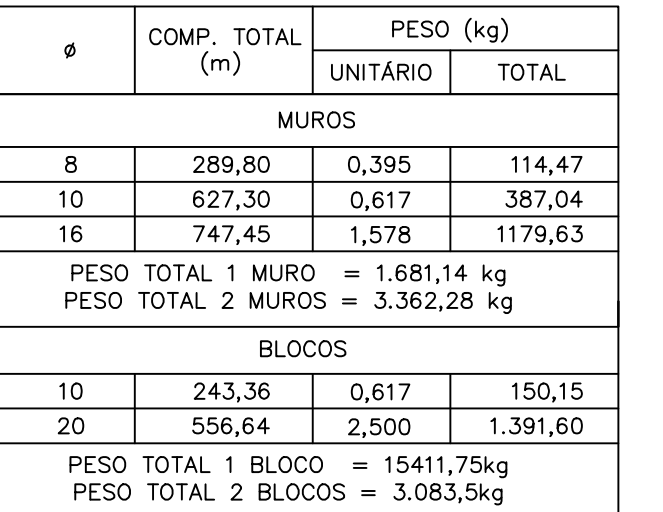 ø COMP. TOTAL (m) PESO (kg)
UNITÁRIO TOTAL
MUROS
8 289,80 0,395 114,47
10 627,30 0,617 387,04
16 747,45 1,578 1179,63
PESO TOTAL 1 MURO = 1.681,14 kg
PESO TOTAL 2 MUROS = 3.362,28 kg
BLOCOS
10 243,36 0,617 150,15
20 556,64 2,500 1.391,60
PESO TOTAL 1 BLOCO = 15411,75kg
PESO TOTAL 2 BLOCOS = 3.083,5kg